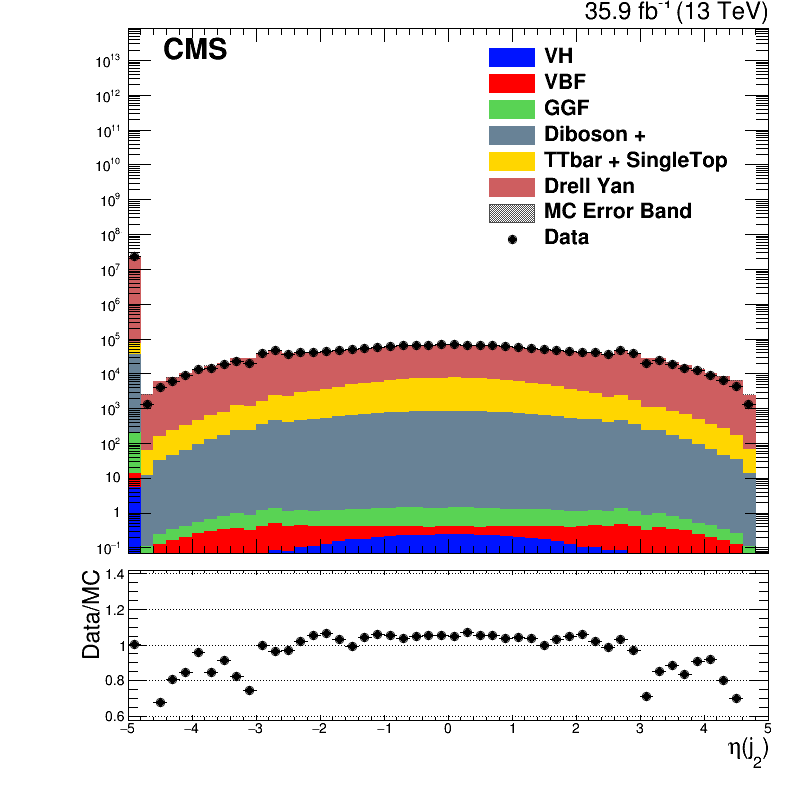 35.9 fb⁻¹ (13 TeV)
CMS
VH
VBF
GGF
Diboson +
TTbar + SingleTop
Drell Yan
MC Error Band
Data
10¹³
10¹²
10¹¹
10¹⁰
10⁹
10⁸
10⁷
10⁶
10⁵
10⁴
10³
10²
10
1
10⁻¹
Data/MC
1.4
1.2
1
0.8
0.6
−5 −4 −3 −2 −1 0 1 2 3 4 5
η(j₂)